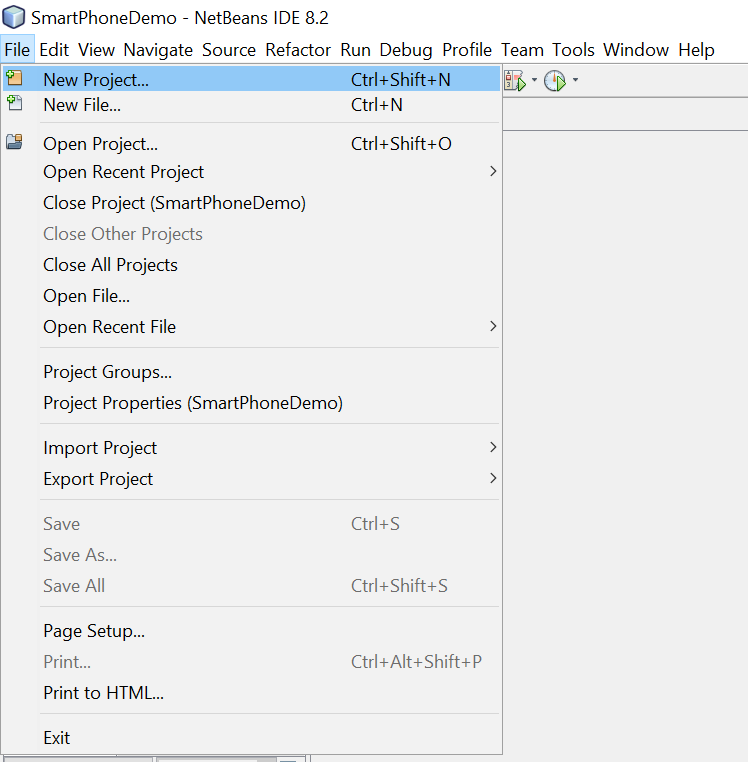 SmartPhoneDemo - NetBeans IDE 8.2
File Edit View Navigate Source Refactor Run Debug Profile Team Tools Window Help
New Project... Ctrl+Shift+N
New File... Ctrl+N
Open Project... Ctrl+Shift+O
Open Recent Project
Close Project (SmartPhoneDemo)
Close Other Projects
Close All Projects
Open File...
Open Recent File
Project Groups...
Project Properties (SmartPhoneDemo)
Import Project
Export Project
Save Ctrl+S
Save As...
Save All Ctrl+Shift+S
Page Setup...
Print... Ctrl+Alt+Shift+P
Print to HTML...
Exit